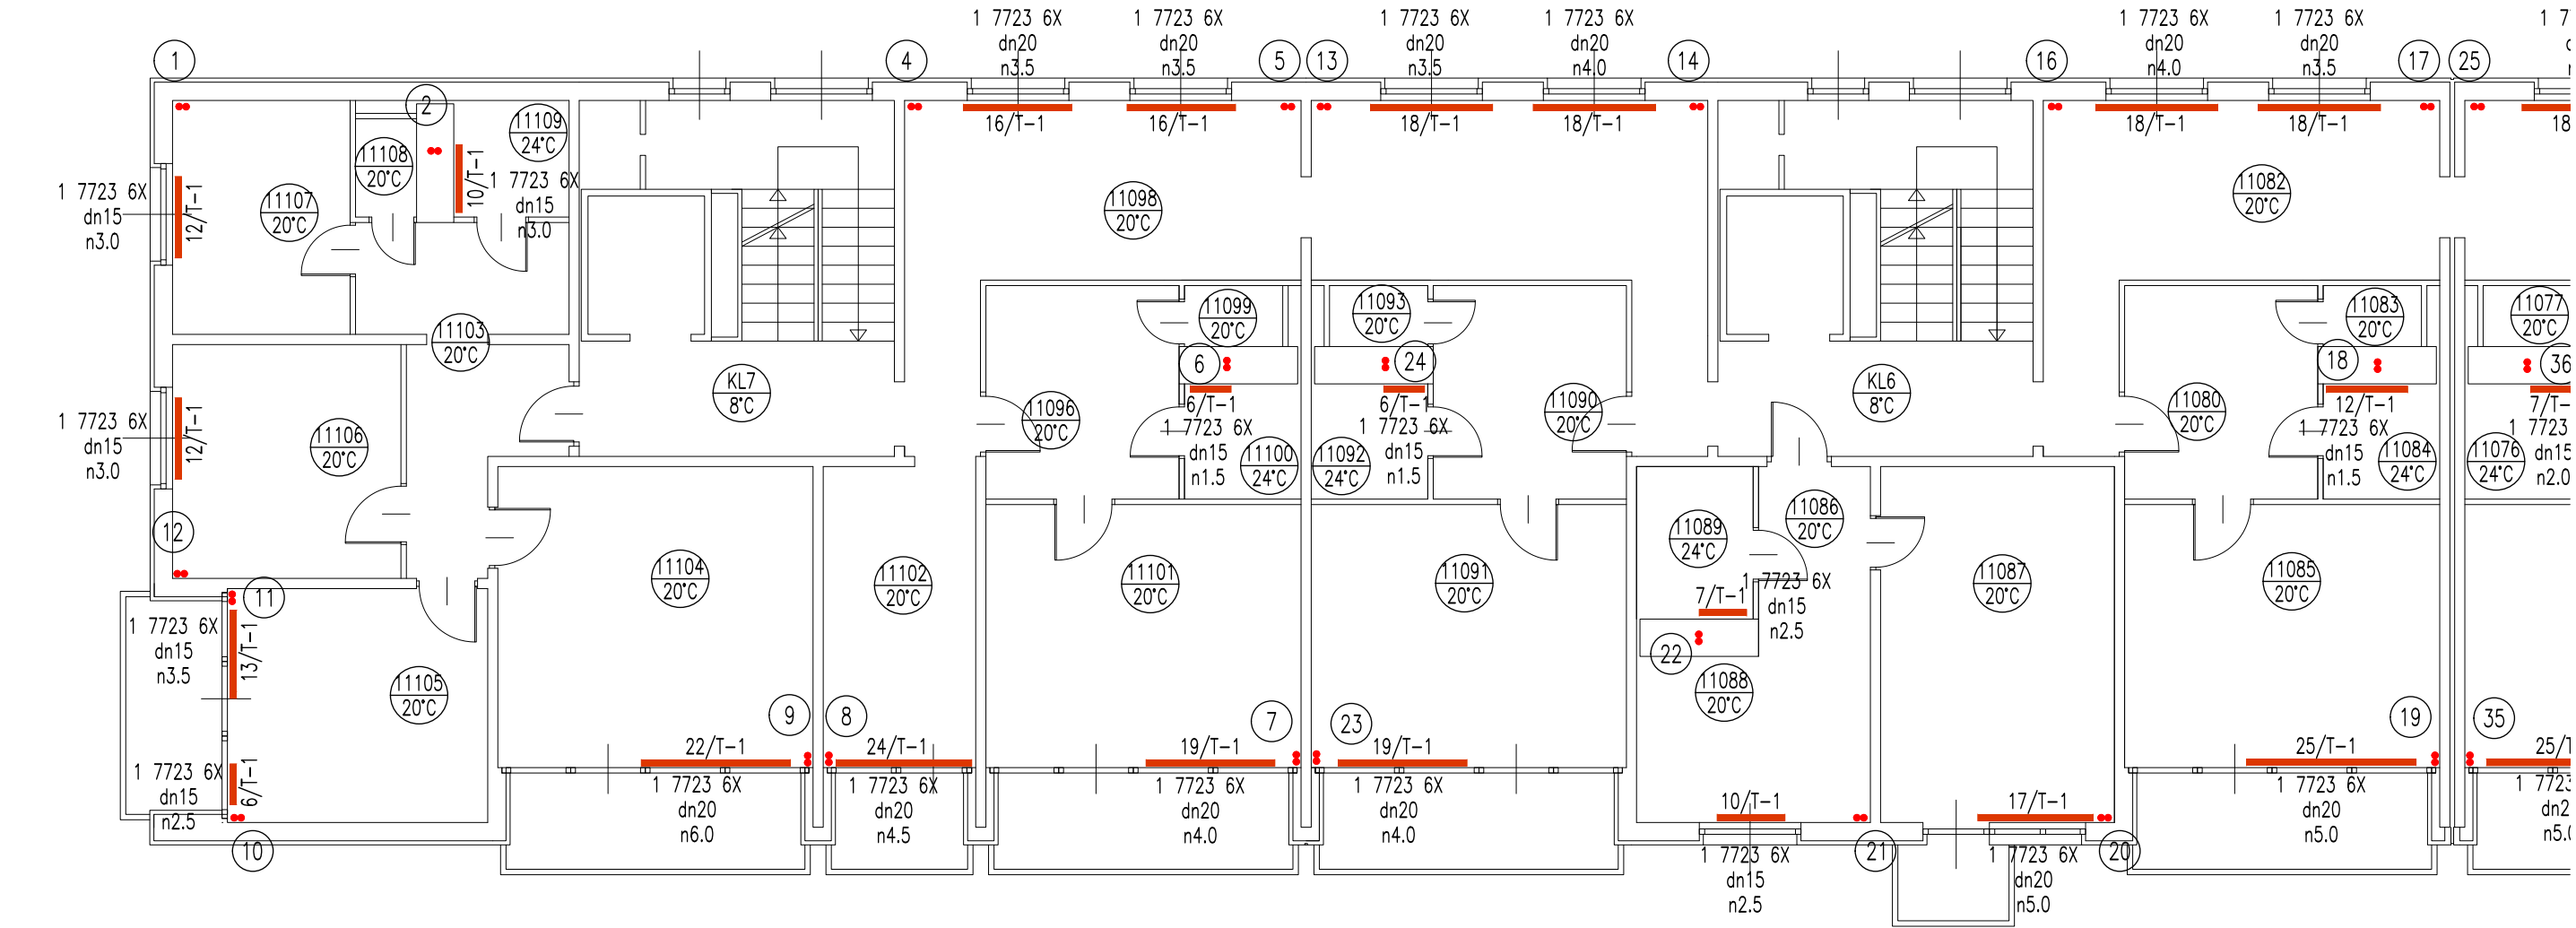 1 7723 6X
dn20
n3.5
1 7723 6X
dn20
n3.5
1 7723 6X
dn20
n3.5
1 7723 6X
dn20
n4.0
1 7723 6X
dn20
n4.0
1 7723 6X
dn20
n3.5
1
2
4
5
13
14
16
17
25
16/T-1
16/T-1
18/T-1
18/T-1
18/T-1
18/T-1
18
11109
24°C
11108
20°C
10/T-1
1 7723 6X
dn15
n3.0
1 7723 6X
dn15
n3.0
12/T-1
11107
20°C
11098
20°C
11082
20°C
11103
20°C
11099
20°C
11093
20°C
11083
20°C
11077
20°C
KL7
8°C
KL6
8°C
6
24
18
36
6/T-1
1 7723 6X
dn15
n1.5
6/T-1
1 7723 6X
dn15
n1.5
12/T-1
1 7723 6X
dn15
n1.5
7/T-
1 7723
dn15
n2.0
1 7723 6X
dn15
n3.0
12/T-1
11106
20°C
11096
20°C
11100
24°C
11092
24°C
11090
20°C
11080
20°C
11084
24°C
11076
24°C
12
11
11089
24°C
11086
20°C
7/T-1
1 7723 6X
dn15
n2.5
11104
20°C
11102
20°C
11101
20°C
11091
20°C
11087
20°C
11085
20°C
1 7723 6X
dn15
n3.5
13/T-1
11105
20°C
22
11088
20°C
9
8
7
23
19
35
22/T-1
24/T-1
19/T-1
19/T-1
25/T-1
25/
1 7723 6X
dn15
n2.5
6/T-1
10
1 7723 6X
dn20
n6.0
1 7723 6X
dn20
n4.5
1 7723 6X
dn20
n4.0
1 7723 6X
dn20
n4.0
10/T-1
17/T-1
1 7723 6X
dn20
n5.0
1 7723
21
20
1 7723 6X
dn15
n2.5
1 7723 6X
dn20
n5.0